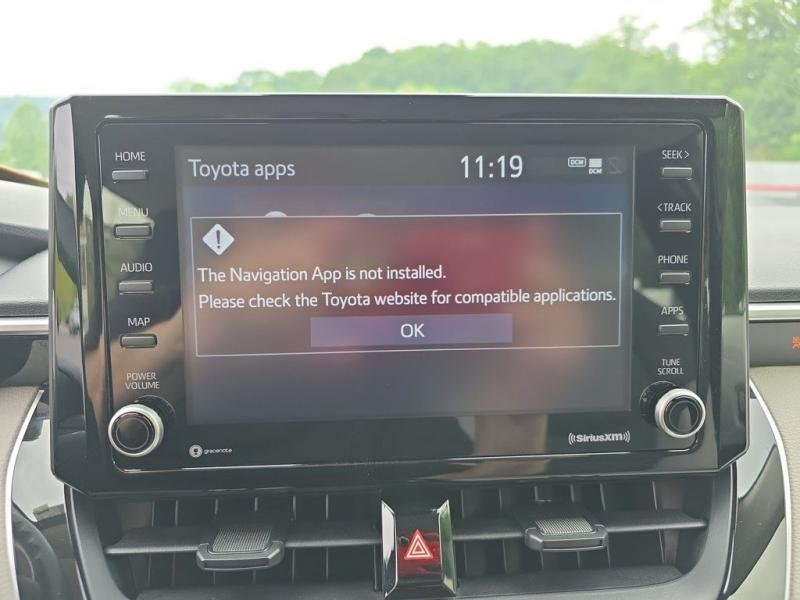 HOME
MENU
AUDIO
MAP
POWER
VOLUME
Toyota apps 11:19 DCM DCM
The Navigation App is not installed.
Please check the Toyota website for compatible applications.
OK
SEEK >
< TRACK
PHONE
APPS
TUNE
SCROLL
gracenote
((SiriusXM))